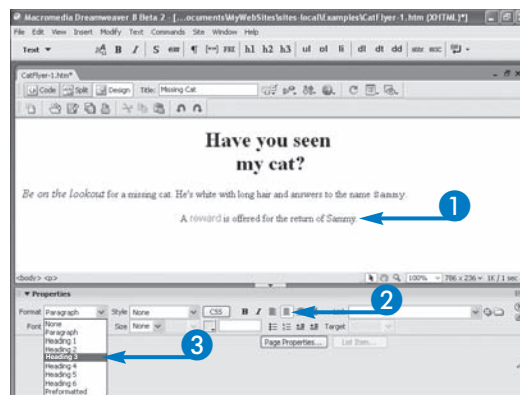 Macromedia Dreamweaver 8 Beta 2 - [...ocuments\MyWebSites\sites-local\Examples\CatFlyer-1.htm (XHTML)*]
File Edit View Insert Modify Text Commands Site Window Help
Text B I S em ¶ PRE h1 h2 h3 ul ol li dl dt dd
CatFlyer-1.htm*
Code Split Design Title: Missing Cat
Have you seen
my cat?
Be on the lookout for a missing cat. He's white with long hair and answers to the name Sammy.
A reward is offered for the return of Sammy.
1
<body> <p> 100% 786 x 236 1K / 1 sec
Properties
2
Format Paragraph Style None CSS B I
Font Size None Target
None
Paragraph
Page Properties... List Item...
Heading 1
Heading 2
Heading 3
3
Heading 4
Heading 5
Heading 6
Preformatted